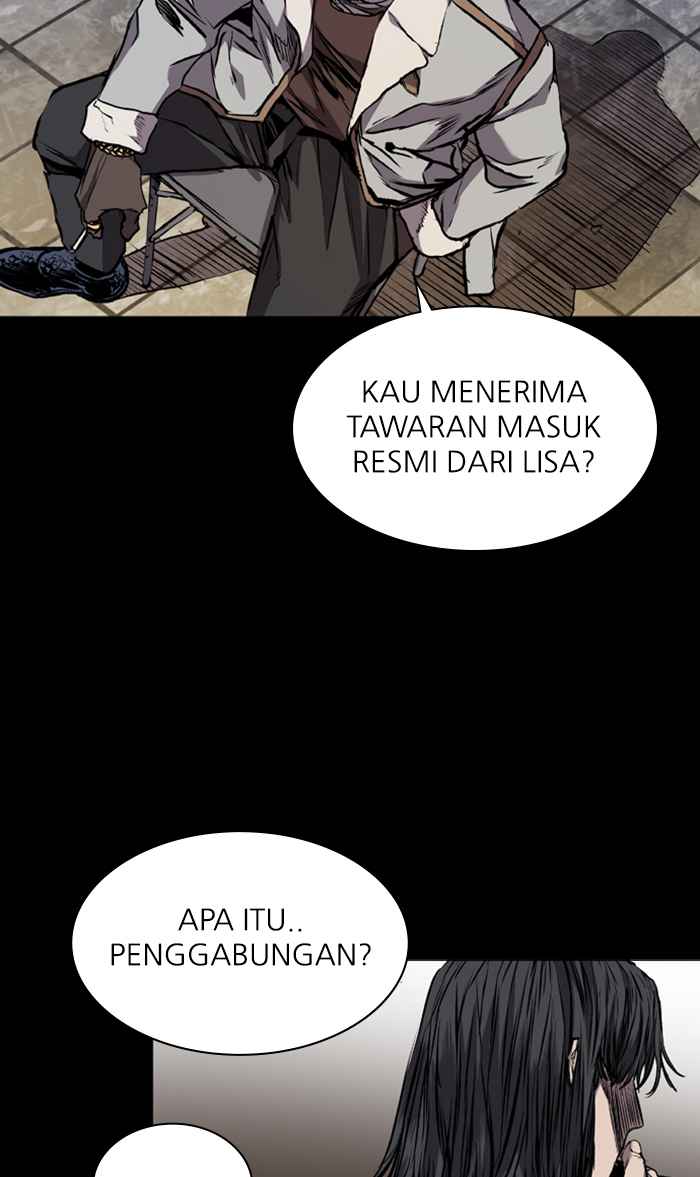 KAU MENERIMA
TAWARAN MASUK
RESMI DARI LISA?
APA ITU..
PENGGABUNGAN?